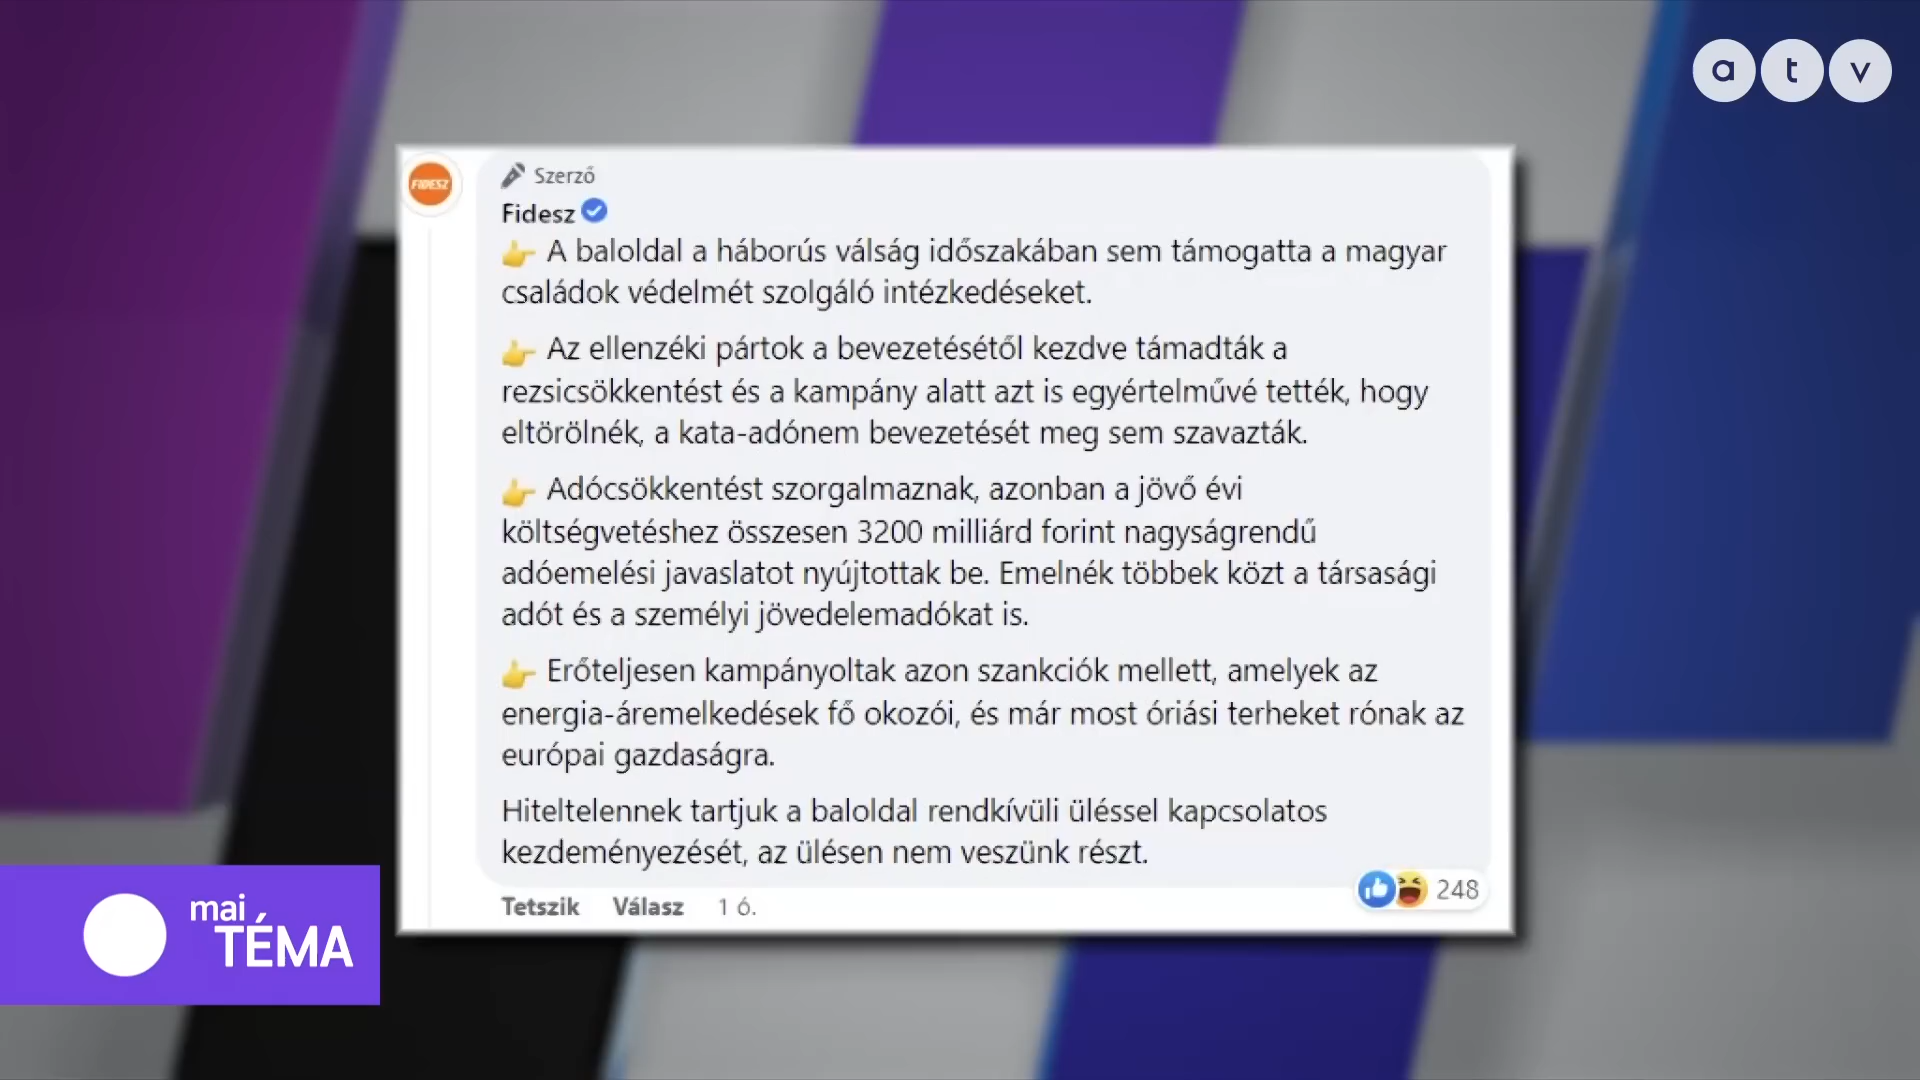 a t v
FIDESZ
Szerző
Fidesz
👉 A baloldal a háborús válság időszakában sem támogatta a magyar
családok védelmét szolgáló intézkedéseket.
👉 Az ellenzéki pártok a bevezetésétől kezdve támadták a
rezsicsökkentést és a kampány alatt azt is egyértelművé tették, hogy
eltörölnék, a kata-adónem bevezetését meg sem szavazták.
👉 Adócsökkentést szorgalmaznak, azonban a jövő évi
költségvetéshez összesen 3200 milliárd forint nagyságrendű
adóemelési javaslatot nyújtottak be. Emelnék többek közt a társasági
adót és a személyi jövedelemadókat is.
👉 Erőteljesen kampányoltak azon szankciók mellett, amelyek az
energia-áremelkedések fő okozói, és már most óriási terheket rónak az
európai gazdaságra.
Hiteltelennek tartjuk a baloldal rendkívüli üléssel kapcsolatos
kezdeményezését, az ülésen nem veszünk részt.
248
Tetszik Válasz 1 ó.
mai
TÉMA